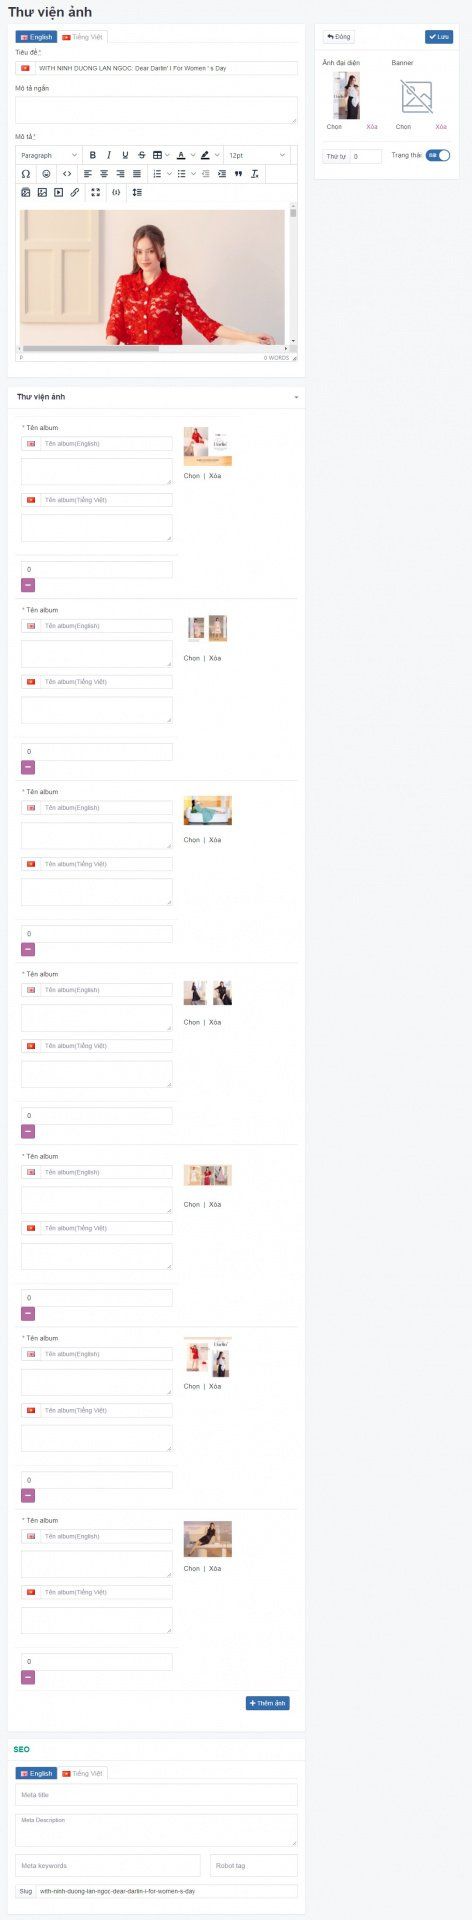 Thư viện ảnh
English
Tiếng Việt
Tiêu đề *
WITH NINH DUONG LAN NGOC: Dear Darlin' I For Women ' s Day
Mô tả ngắn
Mô tả *
Paragraph
B
I
U
S
A
12pt
P
0 WORDS
Đóng
Lưu
Ảnh đại diện
Banner
Chọn
Xóa
Chọn
Xóa
Thứ tự
0
Trạng thái:
Bật
Thư viện ảnh
* Tên album
Tên album(English)
Tên album(Tiếng Việt)
Chọn | Xóa
0
* Tên album
Tên album(English)
Tên album(Tiếng Việt)
Chọn | Xóa
0
* Tên album
Tên album(English)
Tên album(Tiếng Việt)
Chọn | Xóa
0
* Tên album
Tên album(English)
Tên album(Tiếng Việt)
Chọn | Xóa
0
* Tên album
Tên album(English)
Tên album(Tiếng Việt)
Chọn | Xóa
0
* Tên album
Tên album(English)
Tên album(Tiếng Việt)
Chọn | Xóa
0
* Tên album
Tên album(English)
Tên album(Tiếng Việt)
Chọn | Xóa
0
Thêm ảnh
SEO
English
Tiếng Việt
Meta title
Meta Description
Meta keywords
Robot tag
Slug
with-ninh-duong-lan-ngoc-dear-darlin-i-for-women-s-day